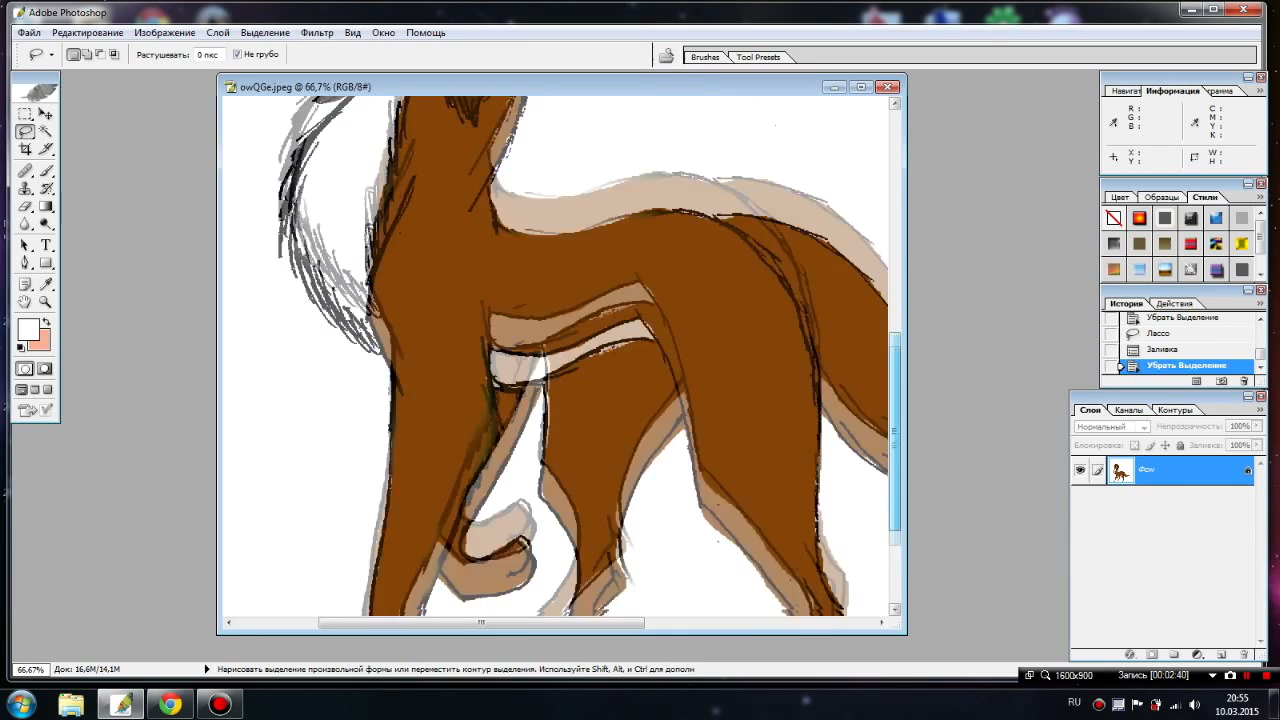 Adobe Photoshop
Файл Редактирование Изображение Слой Выделение Фильтр Вид Окно Помощь
Растушевать: 0 пкс Не грубо
Brushes Tool Presets
owQGe.jpeg @ 66,7% (RGB/8#)
Навигат Информация грамма
R : C :
G : M :
B : Y :
K :
X : W :
Y : H :
Цвет Образцы Стили
История Действия
Убрать Выделение
Лассо
Заливка
Убрать Выделение
Слои Каналы Контуры
Нормальный Непрозрачность: 100%
Блокировка: Заливка: 100%
Фон
66,67% Док: 16,6M/14,1M Нарисовать выделение произвольной формы или переместить контур выделения. Используйте Shift, Alt, и Ctrl для дополн
1600x900 Запись [00:02:40]
RU 20:55
10.03.2015